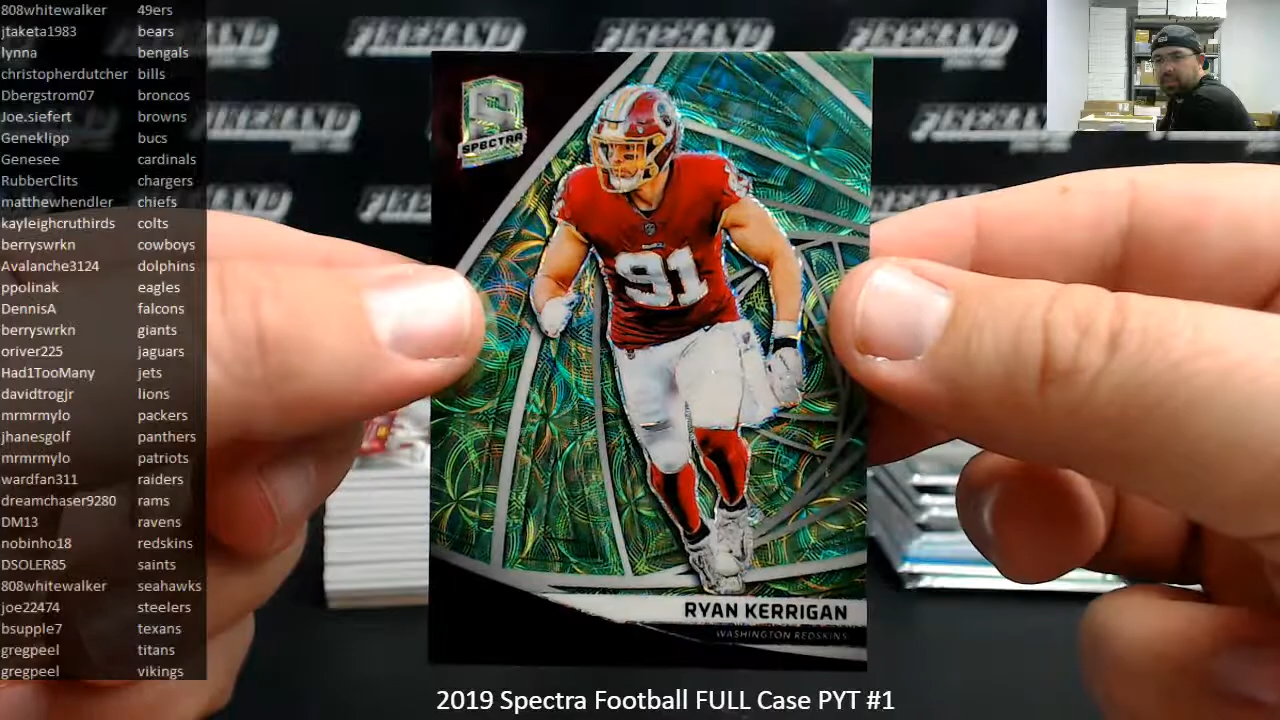 808whitewalker 49ers
jtaketa1983 bears
lynna bengals
christopherdutcher bills
Dbergstrom07 broncos
Joe.siefert browns
Geneklipp bucs
Genesee cardinals
RubberClits chargers
matthewhendler chiefs
kayleighcruthirds colts
berryswrkn cowboys
Avalanche3124 dolphins
ppolinak eagles
DennisA falcons
berryswrkn giants
oriver225 jaguars
Had1TooMany jets
davidtrogjr lions
mrmrmylo packers
jhanesgolf panthers
mrmrmylo patriots
wardfan311 raiders
dreamchaser9280 rams
DM13 ravens
nobinho18 redskins
DSOLER85 saints
808whitewalker seahawks
joe22474 steelers
bsupple7 texans
gregpeel titans
gregpeel vikings
FIREHAND FIREHAND FIREHAND
SPECTRA
91
RYAN KERRIGAN
WASHINGTON REDSKINS
2019 Spectra Football FULL Case PYT #1